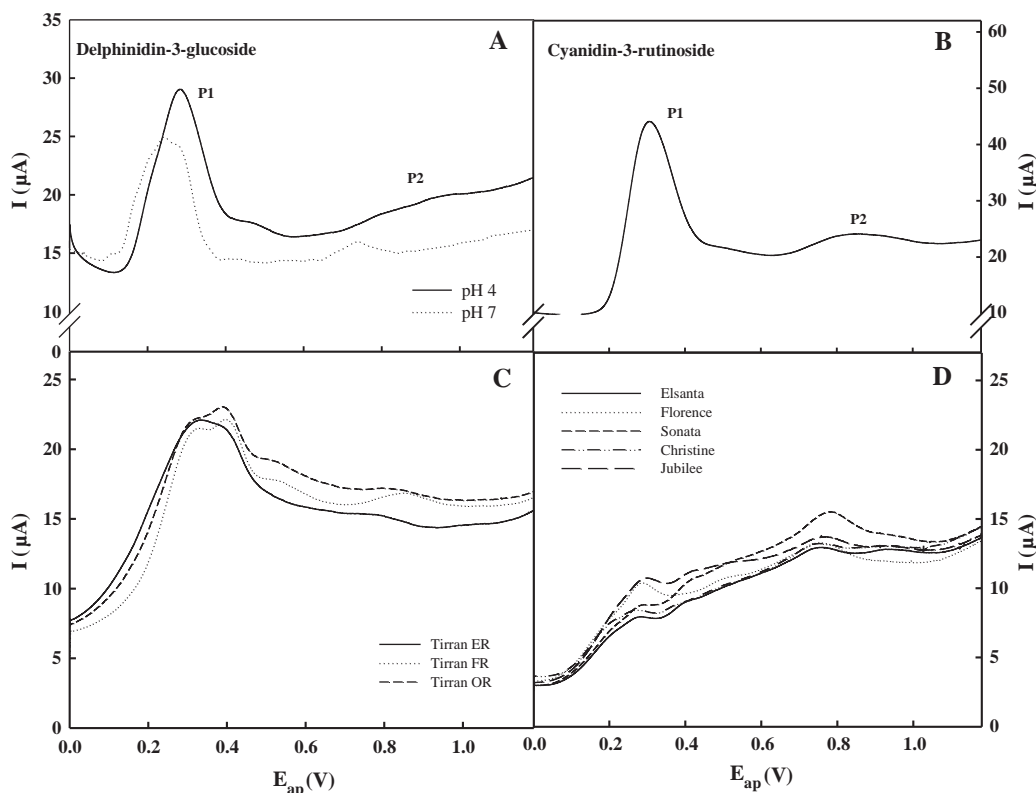 35
30
25
20
15
10
0
I (µA)
Delphinidin-3-glucoside
A
P1
P2
pH 4
pH 7
Cyanidin-3-rutinoside
B
P1
P2
60
50
40
30
20
10
0
I (µA)
25
20
15
10
5
0
I (µA)
C
Tirran ER
Tirran FR
Tirran OR
0.0 0.2 0.4 0.6 0.8 1.0
E_ap (V)
D
Elsanta
Florence
Sonata
Christine
Jubilee
25
20
15
10
5
0
I (µA)
0.0 0.2 0.4 0.6 0.8 1.0
E_ap (V)